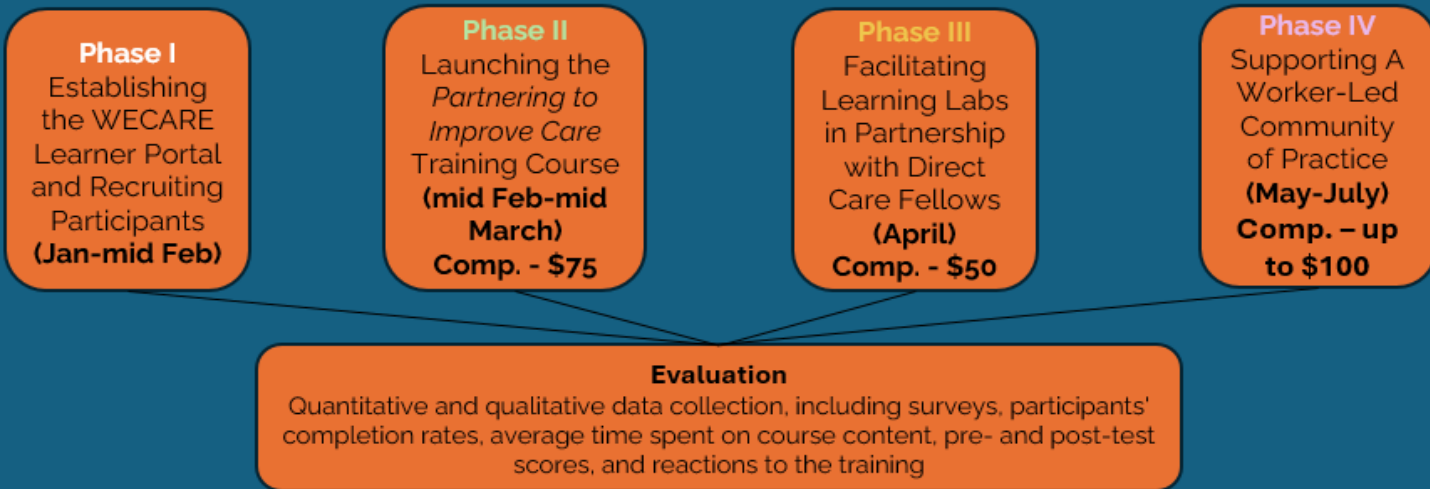 Phase I
Establishing
the WECARE
Learner Portal
and Recruiting
Participants
(Jan-mid Feb)
Phase II
Launching the
Partnering to
Improve Care
Training Course
(mid Feb-mid
March)
Comp. - $75
Phase III
Facilitating
Learning Labs
in Partnership
with Direct
Care Fellows
(April)
Comp. - $50
Phase IV
Supporting A
Worker-Led
Community
of Practice
(May-July)
Comp. – up
to $100
Evaluation
Quantitative and qualitative data collection, including surveys, participants'
completion rates, average time spent on course content, pre- and post-test
scores, and reactions to the training